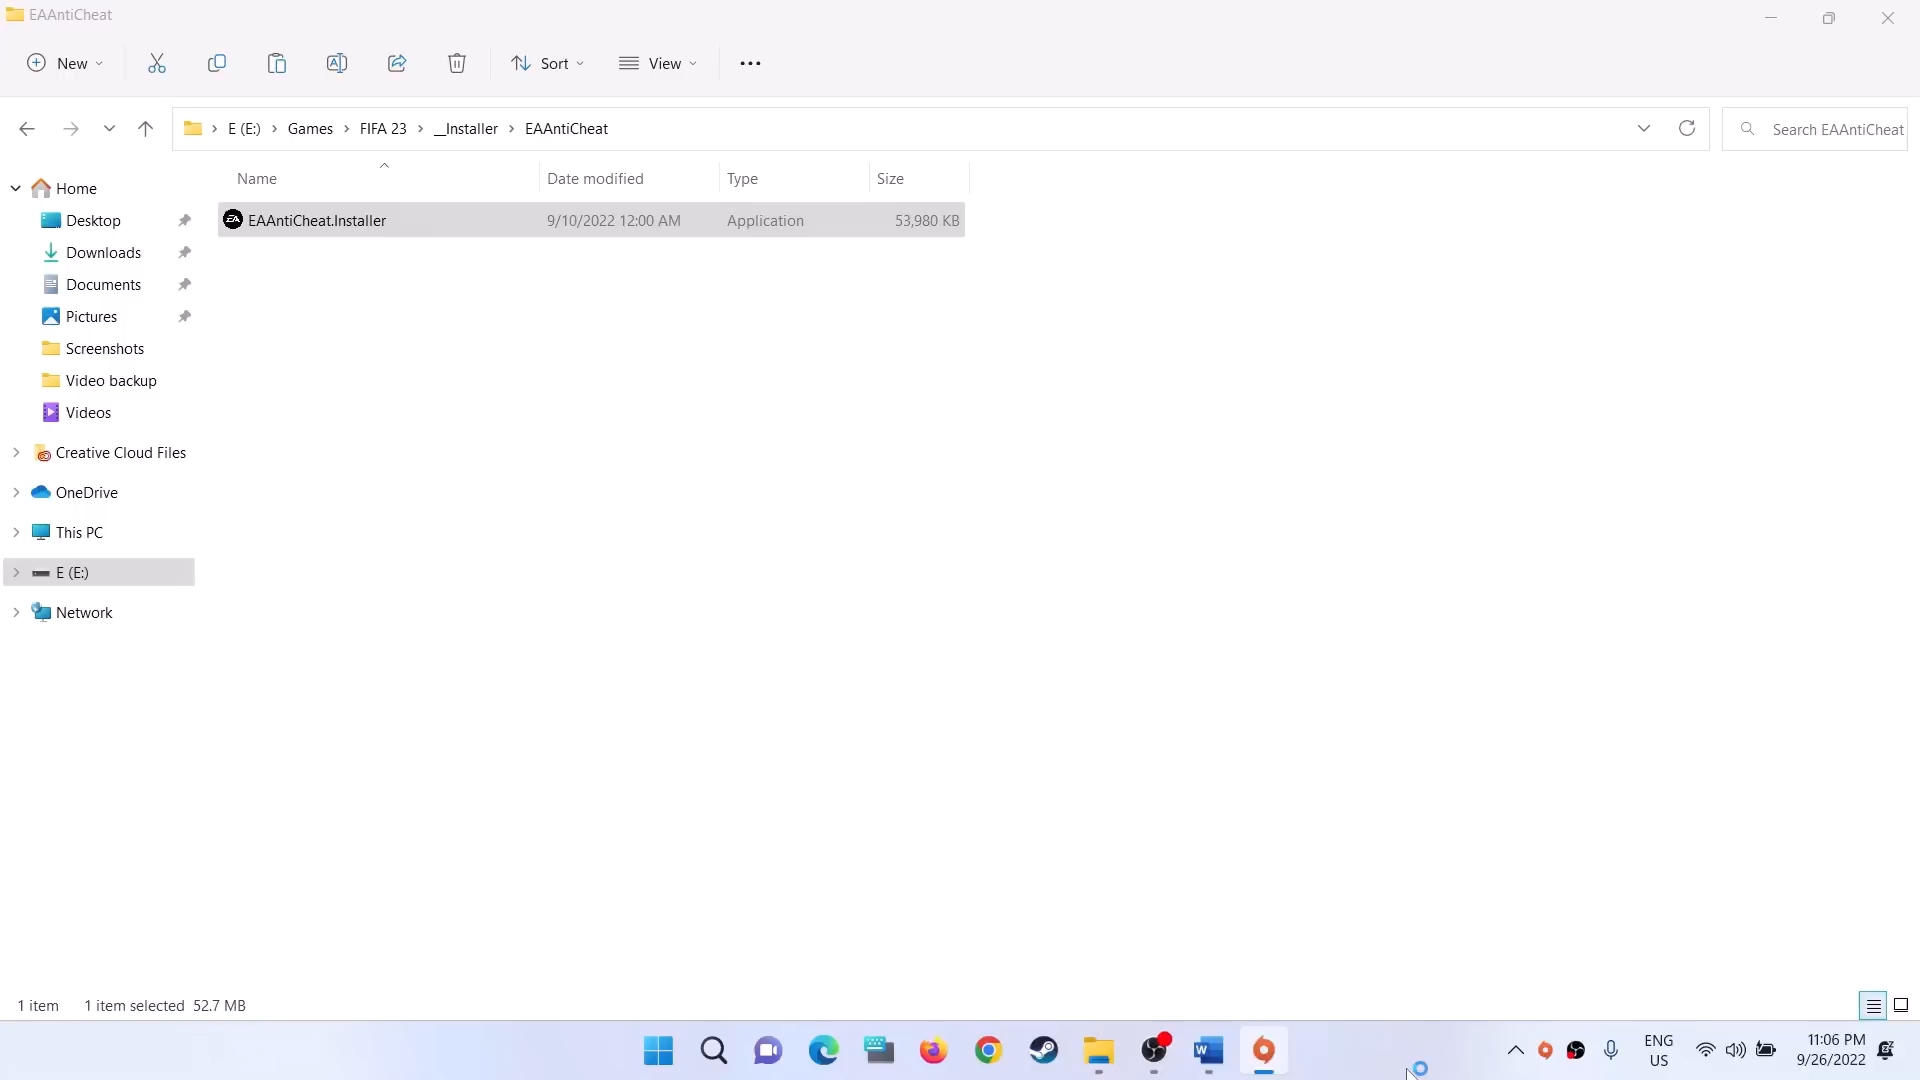 EAAntiCheat
New
Sort
View
E (E:) > Games > FIFA 23 > __Installer > EAAntiCheat
Search EAAntiCheat
Name Date modified Type Size
EAAntiCheat.Installer 9/10/2022 12:00 AM Application 53,980 KB
Home
Desktop
Downloads
Documents
Pictures
Screenshots
Video backup
Videos
Creative Cloud Files
OneDrive
This PC
E (E:)
Network
1 item 1 item selected 52.7 MB
ENG
US
11:06 PM
9/26/2022